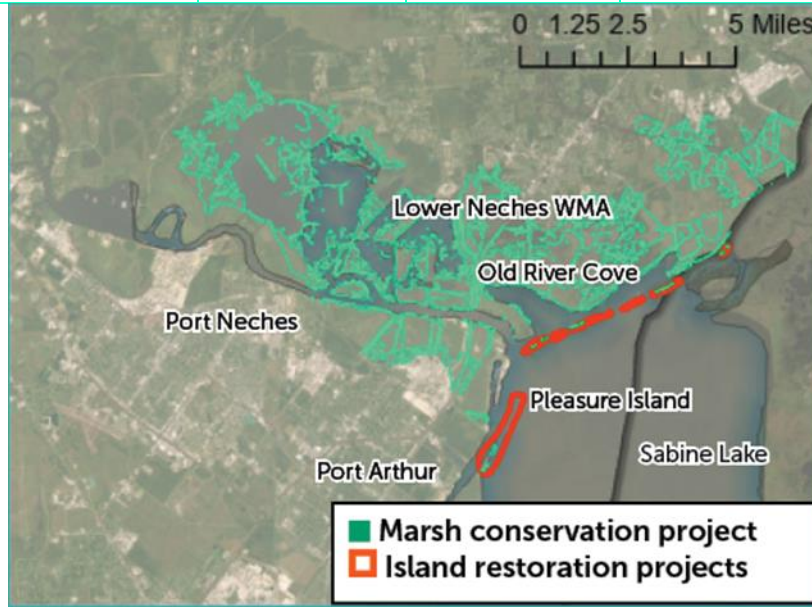 0 1.25 2.5 5 Miles
Lower Neches WMA
Old River Cove
Port Neches
Pleasure Island
Sabine Lake
Port Arthur
Marsh conservation project
Island restoration projects